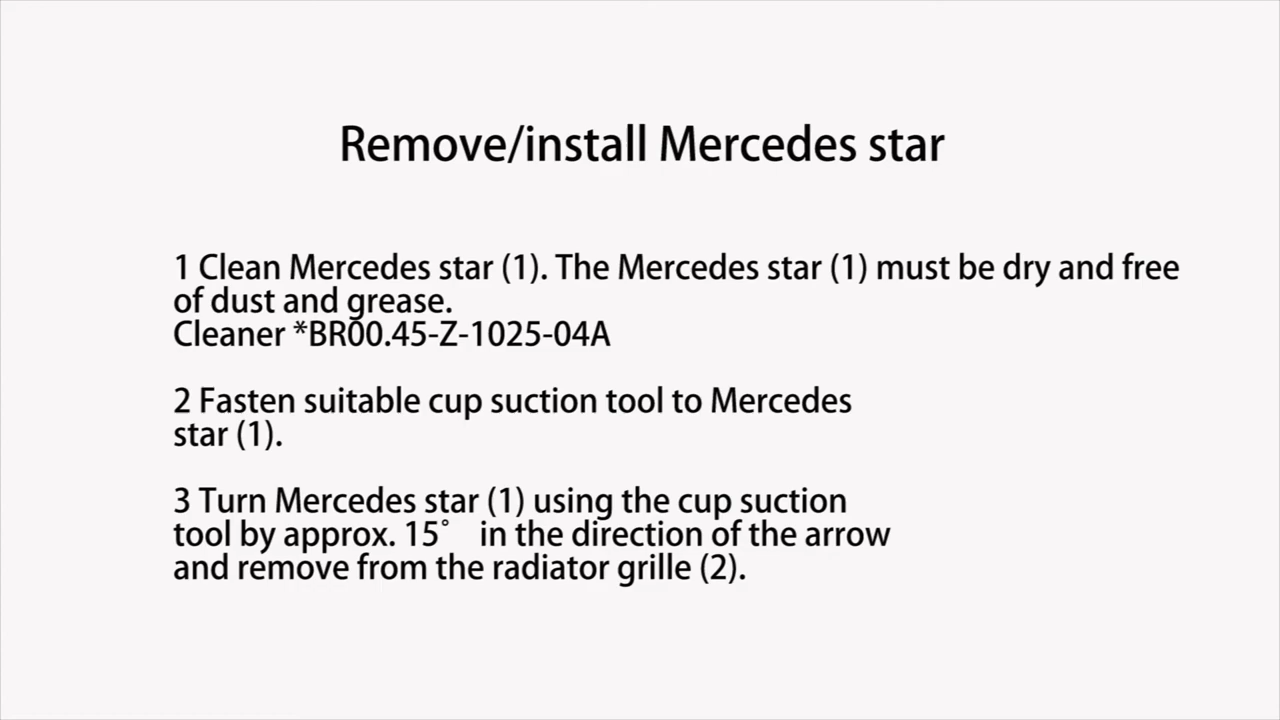 Remove/install Mercedes star
1 Clean Mercedes star (1). The Mercedes star (1) must be dry and free
of dust and grease.
Cleaner *BR00.45-Z-1025-04A
2 Fasten suitable cup suction tool to Mercedes
star (1).
3 Turn Mercedes star (1) using the cup suction
tool by approx. 15° in the direction of the arrow
and remove from the radiator grille (2).